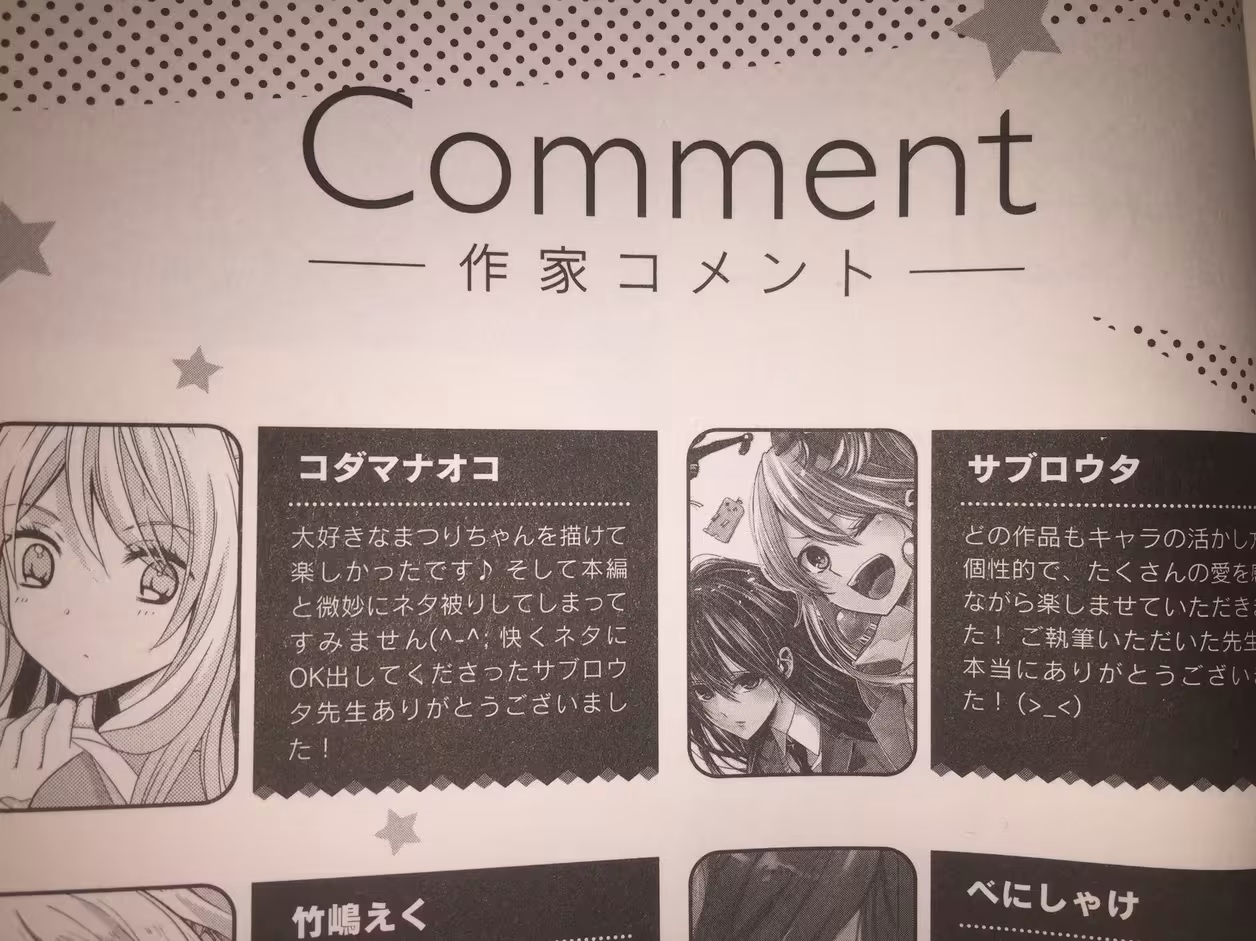 Comment
作家コメント
コダマナオコ
大好きなまつりちゃんを描けて
楽しかったです♪ そして本編
と微妙にネタ被りしてしまって
すみません(^-^; 快くネタに
OK出してくださったサブロウ
タ先生ありがとうございまし
た！
サブロウタ
どの作品もキャラの活かし
個性的で、たくさんの愛を
ながら楽しませていただき
た！ ご執筆いただいた先生
本当にありがとうござい
た！(>_<)
竹嶋えく
べにしゃけ